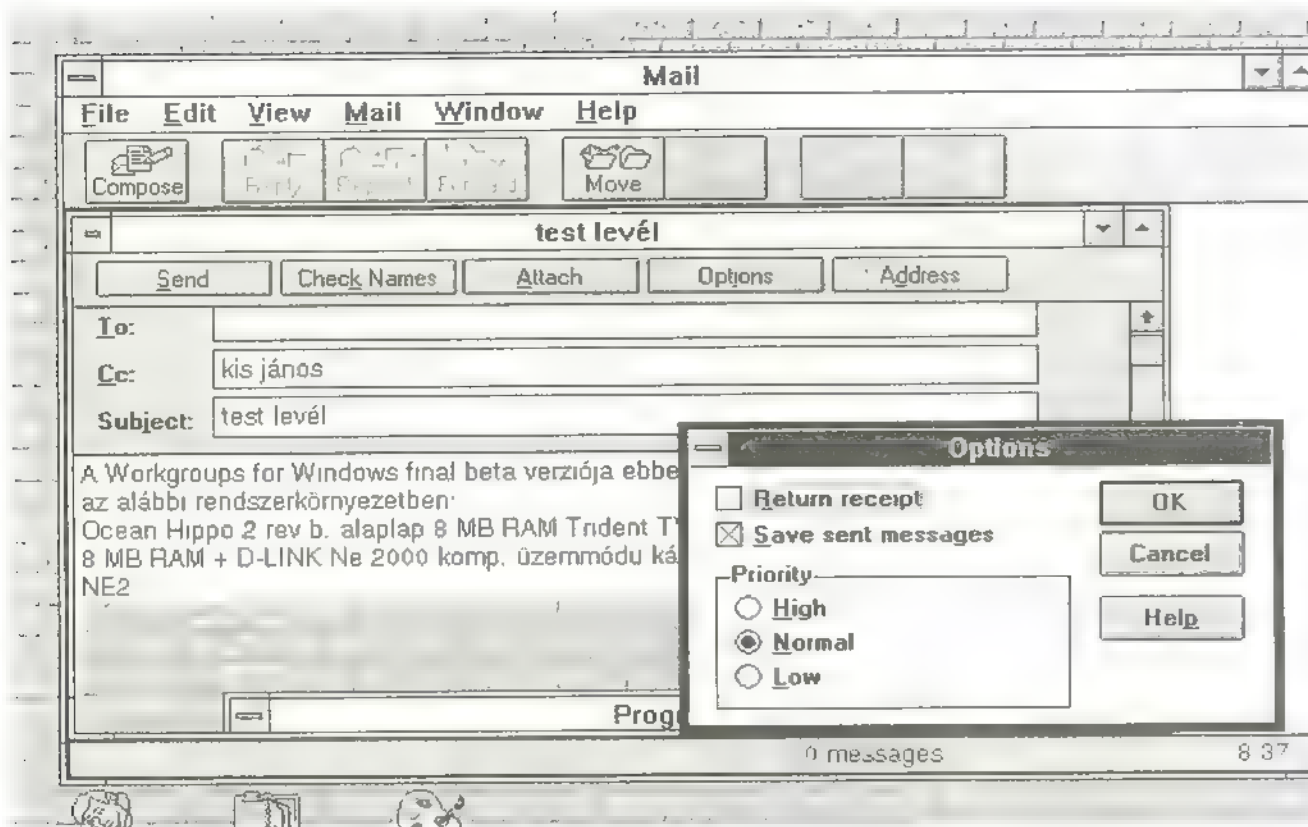 Mail
File Edit View Mail Window Help
Compose Move
test levél
Send Check Names Attach Options Address
To:
Cc: kis jános
Subject: test levél
A Workgroups for Windows final beta verziója ebbe
az alábbi rendszerkörnyezetben:
Ocean Hippo 2 rev b. alaplap 8 MB RAM Trident
8 MB RAM + D-LINK Ne 2000 komp. üzemmódu ká
NE2
Options
Return receipt
Save sent messages
Priority
High
Normal
Low
OK
Cancel
Help
Prog
0 messages 8 37